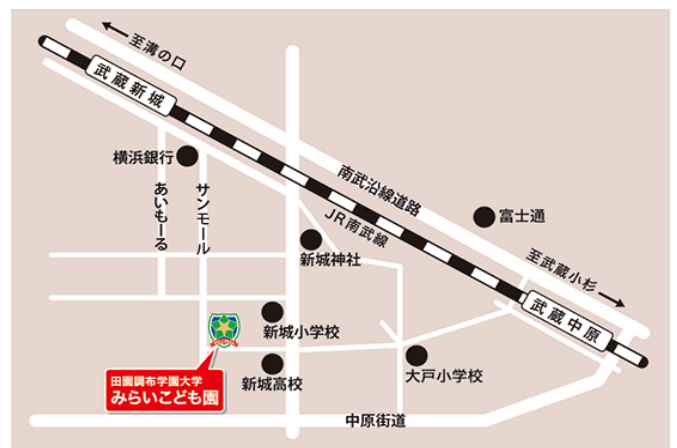 至溝の口
武蔵新城
横浜銀行
あいもーる
サンモール
南武沿線道路
JR南武線
富士通
新城神社
至武蔵小杉
武蔵中原
新城小学校
田園調布学園大学
みらいこども園
新城高校
大戸小学校
中原街道